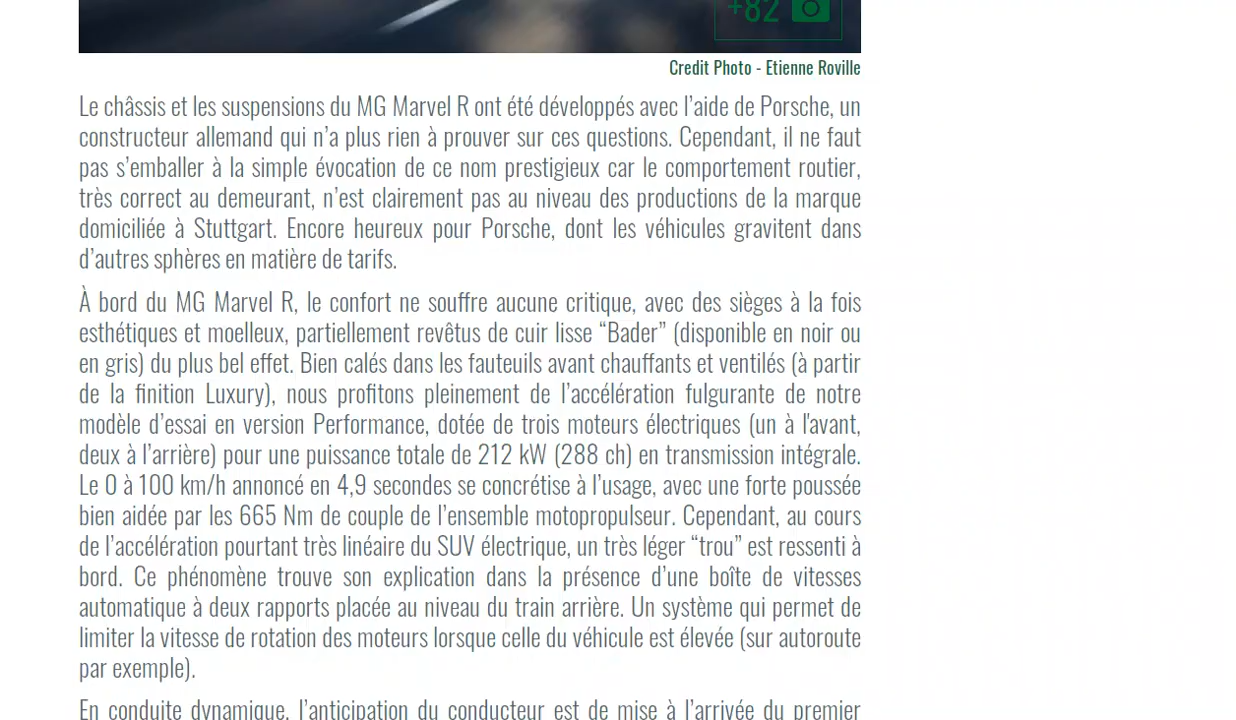 +82
Credit Photo - Etienne Roville
Le châssis et les suspensions du MG Marvel R ont été développés avec l’aide de Porsche, un
constructeur allemand qui n’a plus rien à prouver sur ces questions. Cependant, il ne faut
pas s’emballer à la simple évocation de ce nom prestigieux car le comportement routier,
très correct au demeurant, n’est clairement pas au niveau des productions de la marque
domiciliée à Stuttgart. Encore heureux pour Porsche, dont les véhicules gravitent dans
d’autres sphères en matière de tarifs.
À bord du MG Marvel R, le confort ne souffre aucune critique, avec des sièges à la fois
esthétiques et moelleux, partiellement revêtus de cuir lisse “Bader” (disponible en noir ou
en gris) du plus bel effet. Bien calés dans les fauteuils avant chauffants et ventilés (à partir
de la finition Luxury), nous profitons pleinement de l’accélération fulgurante de notre
modèle d’essai en version Performance, dotée de trois moteurs électriques (un à l'avant,
deux à l’arrière) pour une puissance totale de 212 kW (288 ch) en transmission intégrale.
Le 0 à 100 km/h annoncé en 4,9 secondes se concrétise à l’usage, avec une forte poussée
bien aidée par les 665 Nm de couple de l’ensemble motopropulseur. Cependant, au cours
de l’accélération pourtant très linéaire du SUV électrique, un très léger “trou” est ressenti à
bord. Ce phénomène trouve son explication dans la présence d’une boîte de vitesses
automatique à deux rapports placée au niveau du train arrière. Un système qui permet de
limiter la vitesse de rotation des moteurs lorsque celle du véhicule est élevée (sur autoroute
par exemple).
En conduite dynamique, l’anticipation du conducteur est de mise à l’arrivée du premier